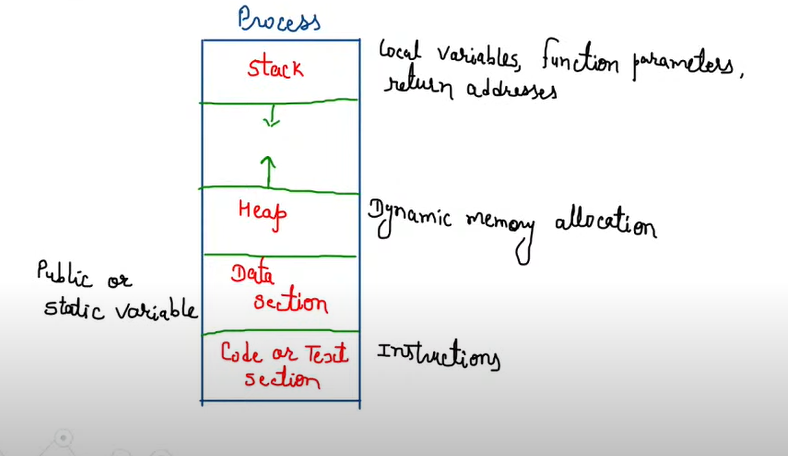 Process
Stack
Local variables, function parameters,
return addresses
Heap
Dynamic memory allocation
Public or
static variable
Data
section
Code or Text
section
Instructions